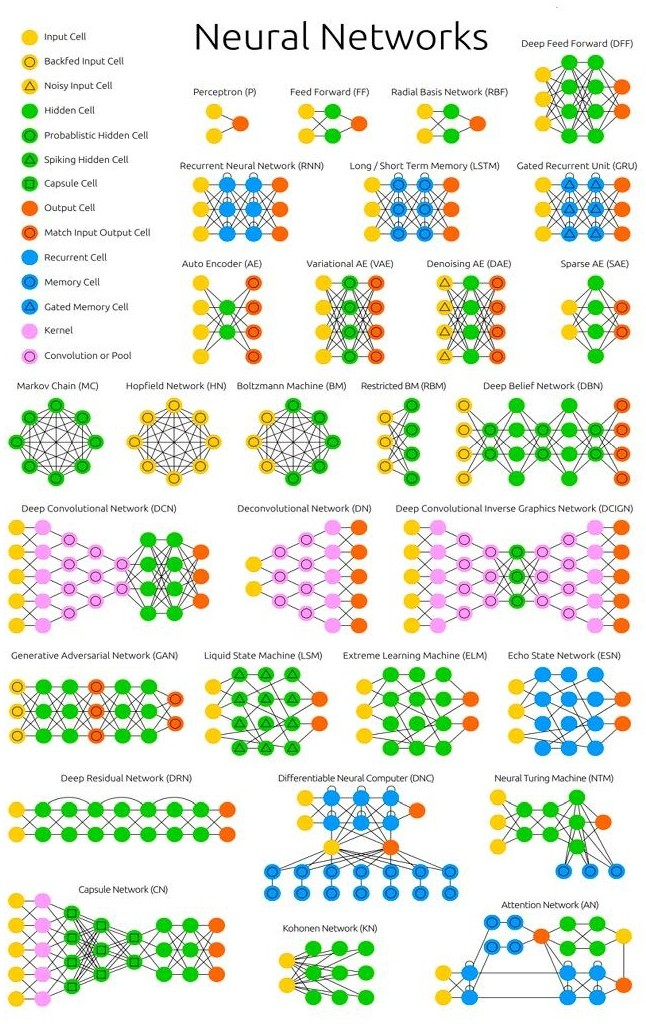 Neural Networks
Input Cell
Backfed Input Cell
Noisy Input Cell
Hidden Cell
Probablistic Hidden Cell
Spiking Hidden Cell
Capsule Cell
Output Cell
Match Input Output Cell
Recurrent Cell
Memory Cell
Gated Memory Cell
Kernel
Convolution or Pool
Deep Feed Forward (DFF)
Perceptron (P)
Feed Forward (FF)
Radial Basis Network (RBF)
Recurrent Neural Network (RNN)
Long / Short Term Memory (LSTM)
Gated Recurrent Unit (GRU)
Auto Encoder (AE)
Variational AE (VAE)
Denoising AE (DAE)
Sparse AE (SAE)
Markov Chain (MC)
Hopfield Network (HN)
Boltzmann Machine (BM)
Restricted BM (RBM)
Deep Belief Network (DBN)
Deep Convolutional Network (DCN)
Deconvolutional Network (DN)
Deep Convolutional Inverse Graphics Network (DCIGN)
Generative Adversarial Network (GAN)
Liquid State Machine (LSM)
Extreme Learning Machine (ELM)
Echo State Network (ESN)
Deep Residual Network (DRN)
Differentiable Neural Computer (DNC)
Neural Turing Machine (NTM)
Capsule Network (CN)
Kohonen Network (KN)
Attention Network (AN)